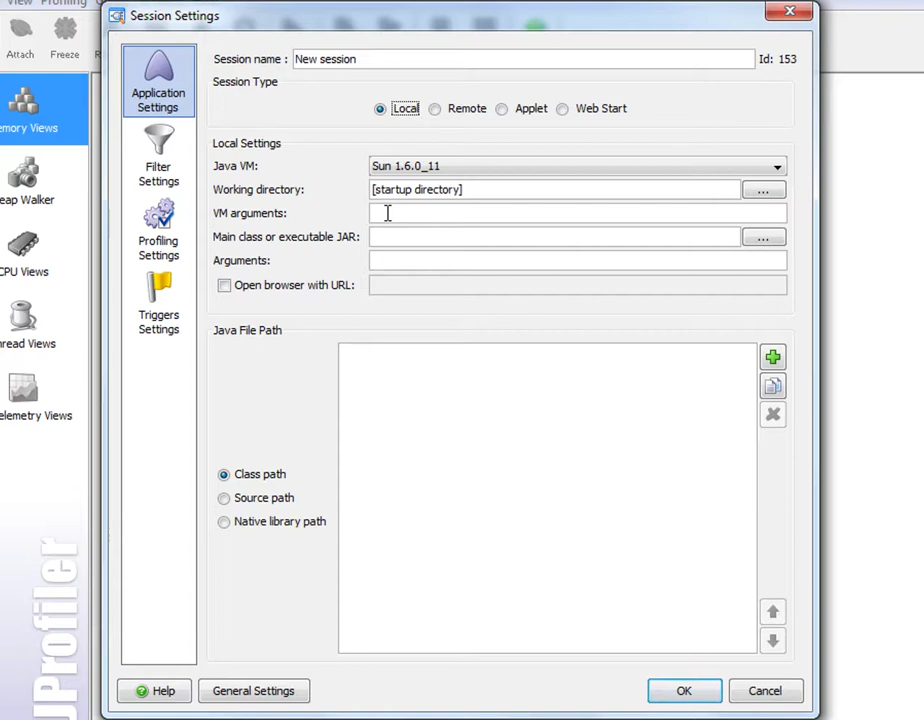 View Profiling
Session Settings
Attach Freeze
Session name : New session Id: 153
Session Type
Local Remote Applet Web Start
Application Settings
Filter Settings
Profiling Settings
Triggers Settings
Local Settings
Java VM: Sun 1.6.0_11
Working directory: [startup directory] ...
VM arguments:
Main class or executable JAR: ...
Arguments:
Open browser with URL:
Java File Path
Class path
Source path
Native library path
emory Views
eap Walker
CPU Views
hread Views
elemetry Views
JProfiler
Help General Settings OK Cancel